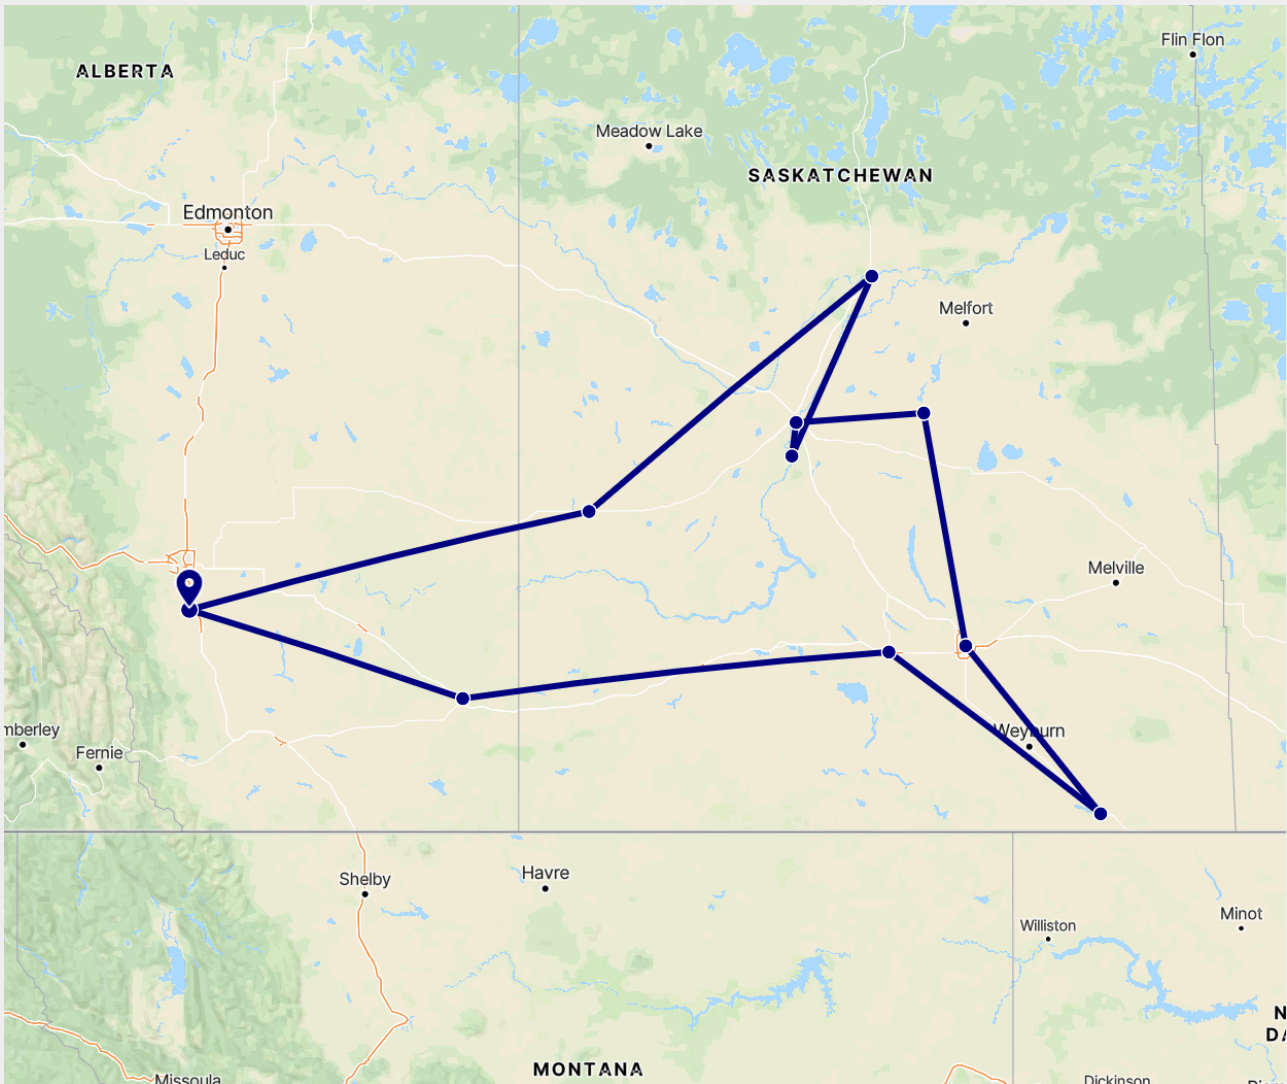 Flin Flon
ALBERTA
Meadow Lake
SASKATCHEWAN
Edmonton
Leduc
Melfort
Melville
mberley
Weyburn
Fernie
Shelby
Havre
Williston
Minot
N
DA
MONTANA
Missoula
Dickinson